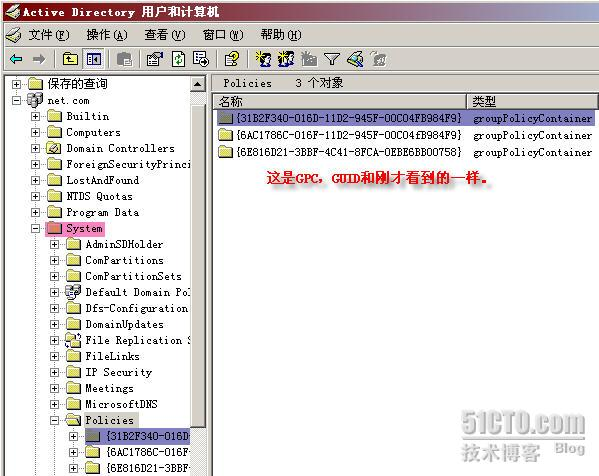 Active Directory 用户和计算机
文件(F) 操作(A) 查看(V) 窗口(W) 帮助(H)
保存的查询
net.com
Builtin
Computers
Domain Controllers
ForeignSecurityPrinci
LostAndFound
NTDS Quotas
Program Data
System
AdminSDHolder
ComPartitions
ComPartitionSets
Default Domain Pol
Dfs-Configuration
DomainUpdates
File Replication S
FileLinks
IP Security
Meetings
MicrosoftDNS
Policies
{31B2F340-016D
{6AC1786C-016F
{6E816D21-3BBF
Policies 3 个对象
名称 类型
{31B2F340-016D-11D2-945F-00C04FB984F9} groupPolicyContainer
{6AC1786C-016F-11D2-945F-00C04fB984F9} groupPolicyContainer
{6E816D21-3BBF-4C41-8FCA-0EBE6BB00758} groupPolicyContainer
这是GPC，GUID和刚才看到的一样。
51CTO.com
技术博客 Blog